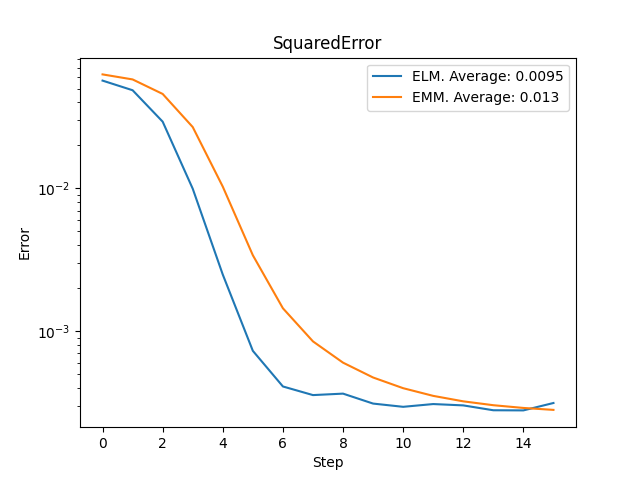 SquaredError
ELM. Average: 0.0095
EMM. Average: 0.013
10⁻²
10⁻³
Error
0 2 4 6 8 10 12 14
Step